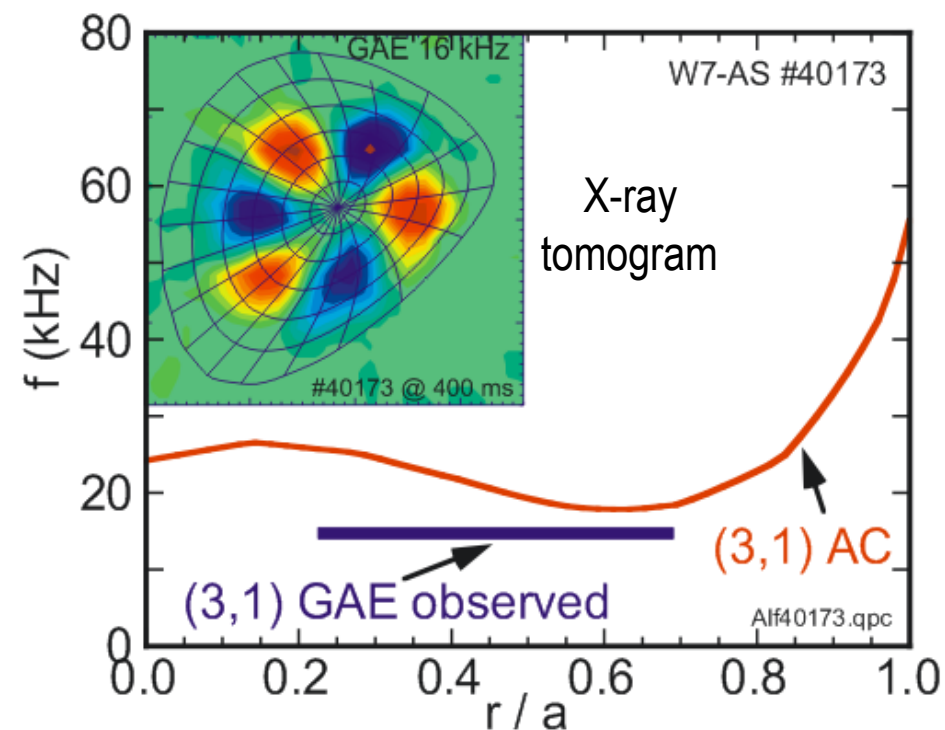 80
60
40
20
0
f (kHz)
GAE 16 kHz
#40173 @ 400 ms
W7-AS #40173
X-ray
tomogram
(3,1) AC
(3,1) GAE observed
Alf40173.qpc
0.0 0.2 0.4 0.6 0.8 1.0
r / a